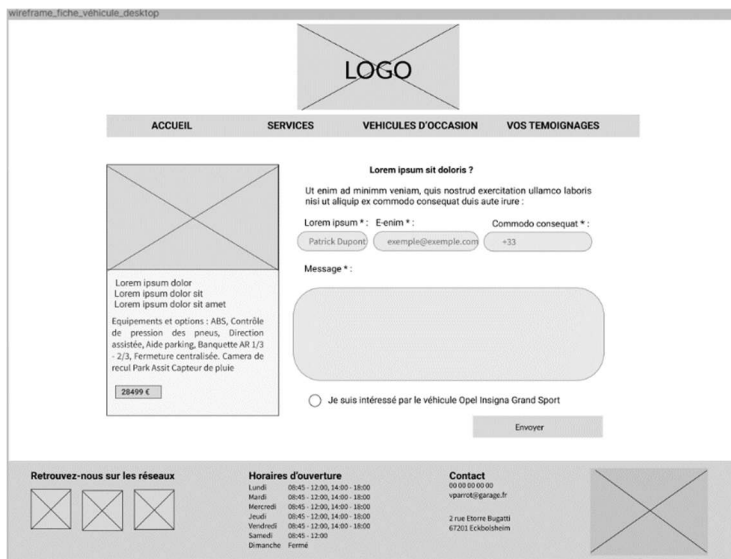 wireframe_fiche_véhicule_desktop
LOGO
ACCUEIL SERVICES VEHICULES D'OCCASION VOS TEMOIGNAGES
Lorem ipsum dolor
Lorem ipsum dolor sit
Lorem ipsum dolor sit amet
Equipements et options : ABS, Contrôle
de pression des pneus, Direction
assistée, Aide parking, Banquette AR 1/3
- 2/3, Fermeture centralisée. Camera de
recul Park Assit Capteur de pluie
28499 €
Lorem ipsum sit doloris ?
Ut enim ad minimm veniam, quis nostrud exercitation ullamco laboris
nisi ut aliquip ex commodo consequat duis aute irure :
Lorem ipsum * : E-enim * : Commodo consequat * :
Patrick Dupont exemple@exemple.com +33
Message * :
Je suis intéressé par le véhicule Opel Insigna Grand Sport
Envoyer
Retrouvez-nous sur les réseaux
Horaires d'ouverture
Lundi 08:45 - 12:00, 14:00 - 18:00
Mardi 08:45 - 12:00, 14:00 - 18:00
Mercredi 08:45 - 12:00, 14:00 - 18:00
Jeudi 08:45 - 12:00, 14:00 - 18:00
Vendredi 08:45 - 12:00, 14:00 - 18:00
Samedi 08:45 - 12:00
Dimanche Fermé
Contact
00 00 00 00 00
vparrot@garage.fr
2 rue Etorre Bugatti
67201 Eckbolsheim